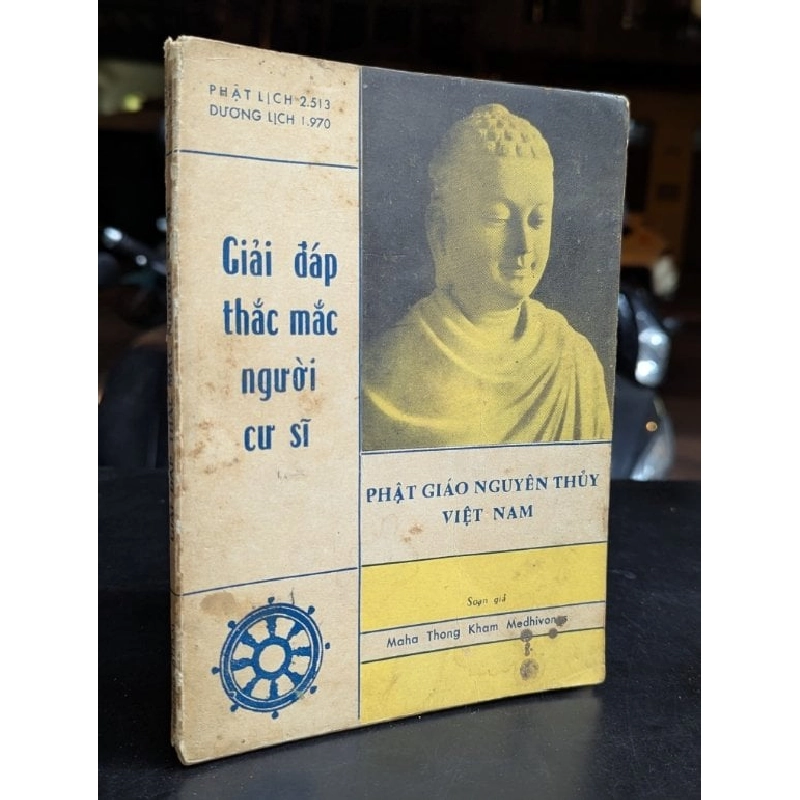 PHẬT LỊCH 2.513
DƯƠNG LỊCH 1.970
Giải đáp
thắc mắc
người
cư sĩ
PHẬT GIÁO NGUYÊN THỦY
VIỆT NAM
Soạn giả
Maha Thong Kham Medhivongs